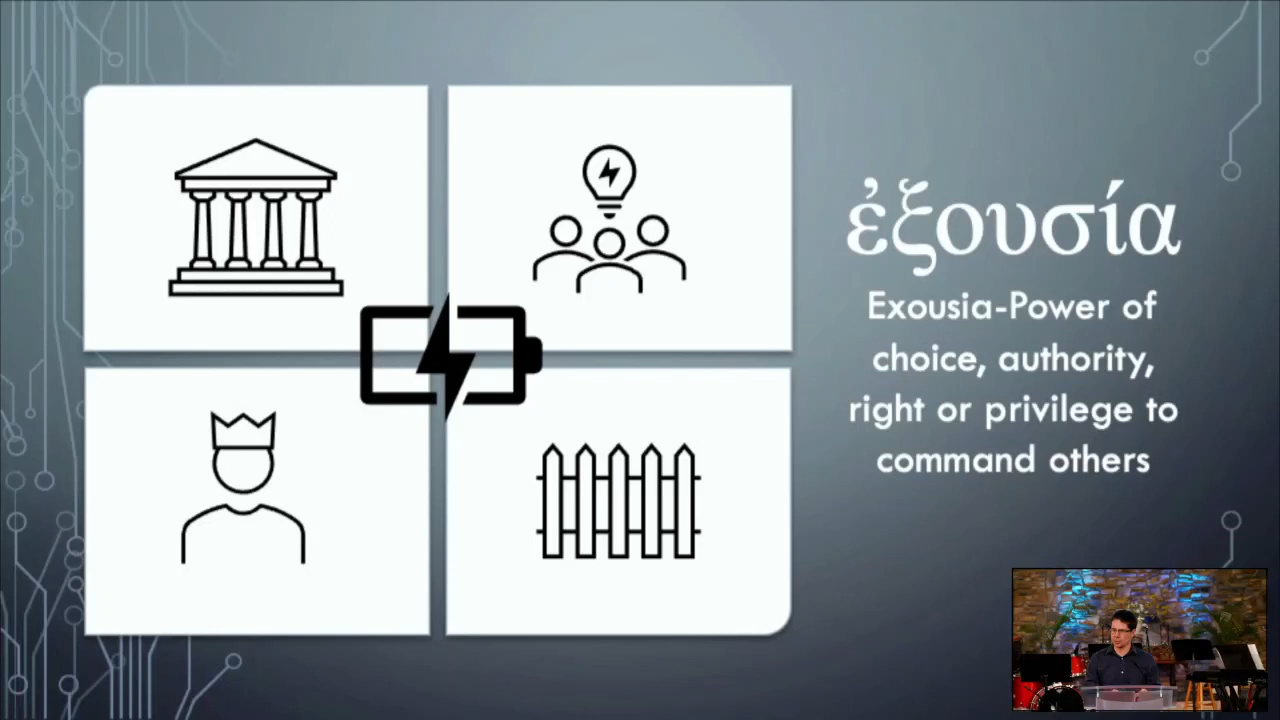 ἐξουσία
Exousia-Power of
choice, authority,
right or privilege to
command others